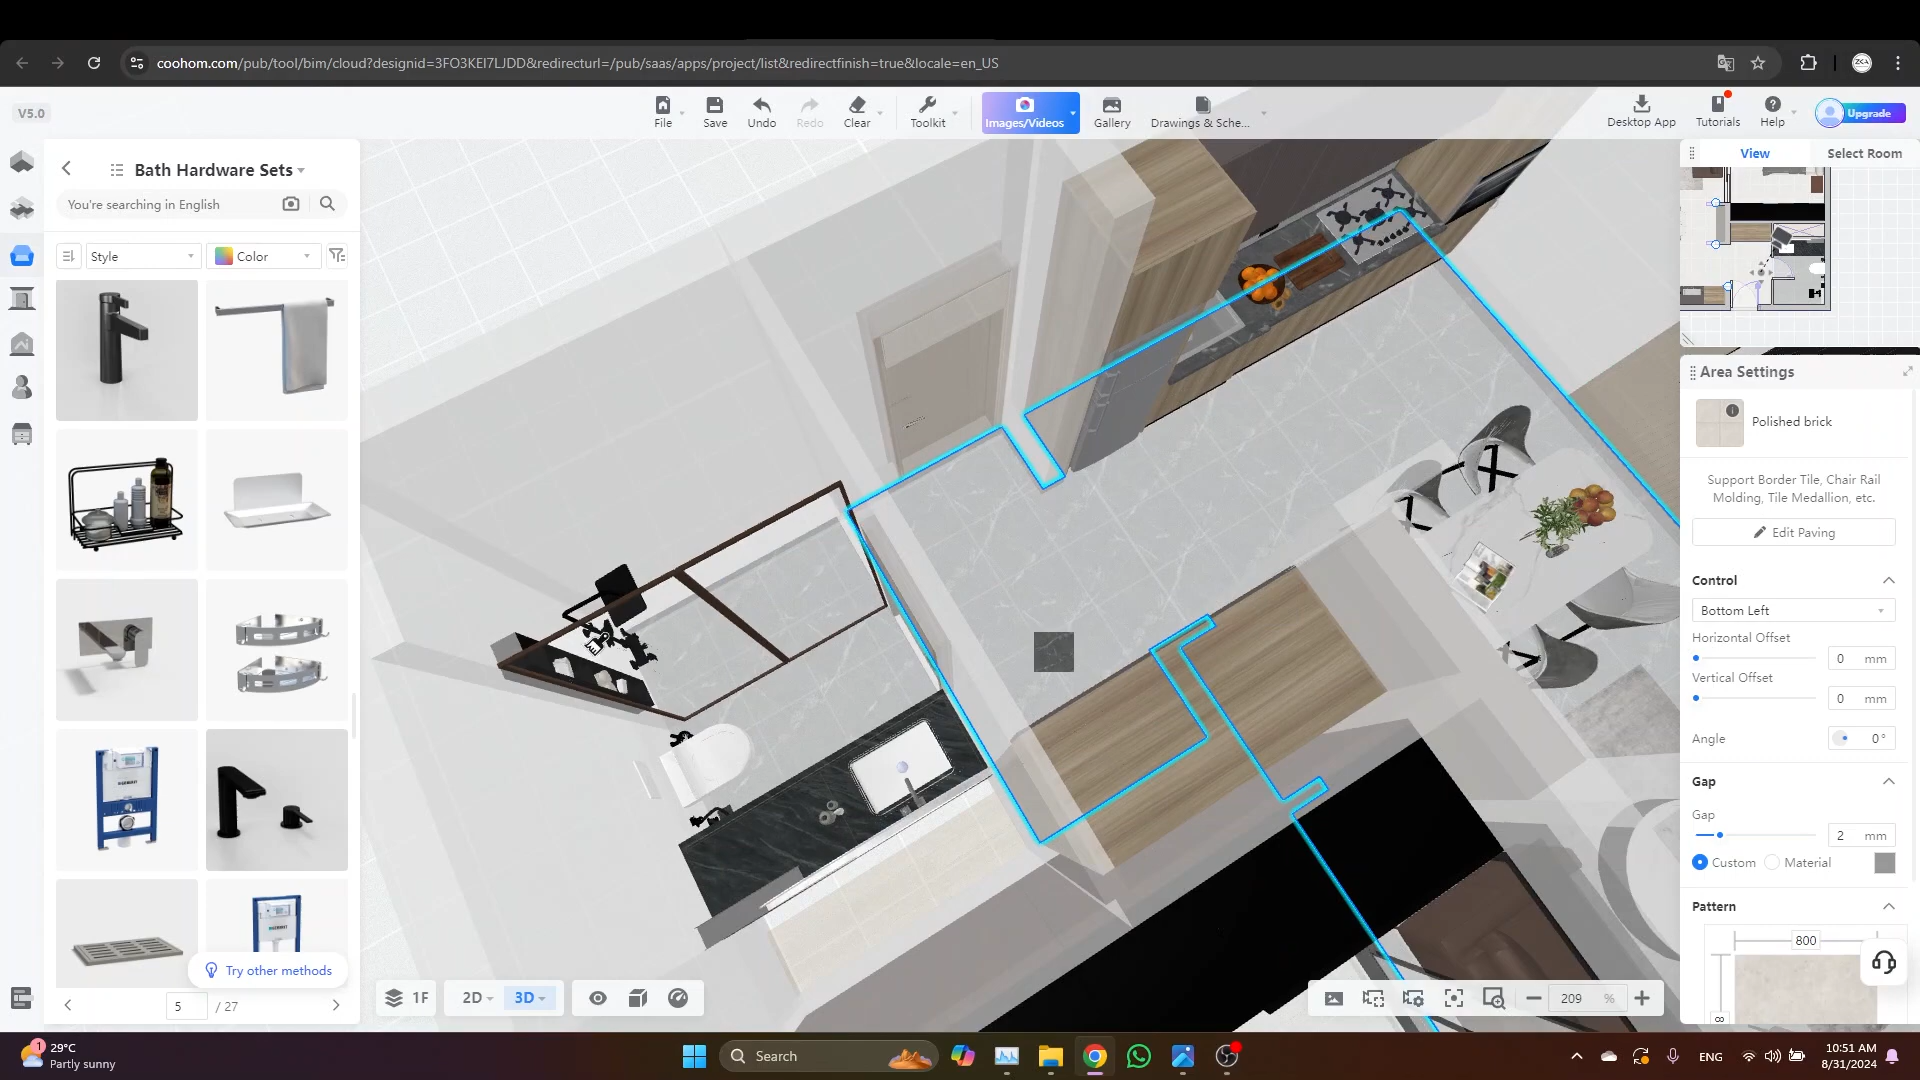 coohom.com/pub/tool/bim/cloud?designid=3FO3KEI7LJDD&redirecturl=/pub/saas/apps/project/list&redirectfinish=true&locale=en_US
V5.0
File
Save
Undo
Redo
Clear
Toolkit
Images/Videos
Gallery
Drawings & Sche...
Desktop App
Tutorials
Help
Upgrade
Bath Hardware Sets
You're searching in English
Style
Color
Try other methods
5 / 27
1F
2D
3D
209 %
View
Select Room
Area Settings
Polished brick
Support Border Tile, Chair Rail
Molding, Tile Medallion, etc.
Edit Paving
Control
Bottom Left
Horizontal Offset
0 mm
Vertical Offset
0 mm
Angle
0°
Gap
Gap
2 mm
Custom
Material
Pattern
800
8
1
29°C
Partly sunny
Search
ENG
10:51 AM
8/31/2024